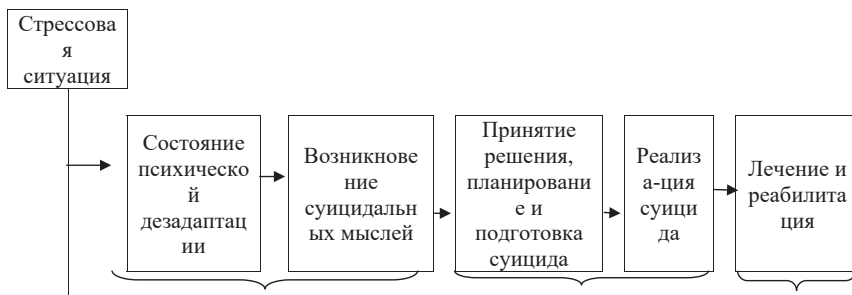 Стрессова
я
ситуация
Состояние
психическо
й
дезадаптац
ии
Возникнове
ние
суицидальн
ых мыслей
Принятие
решения,
планировани
е и
подготовка
суицида
Реализ
а-ция
суици
да
Лечение и
реабилита
ция